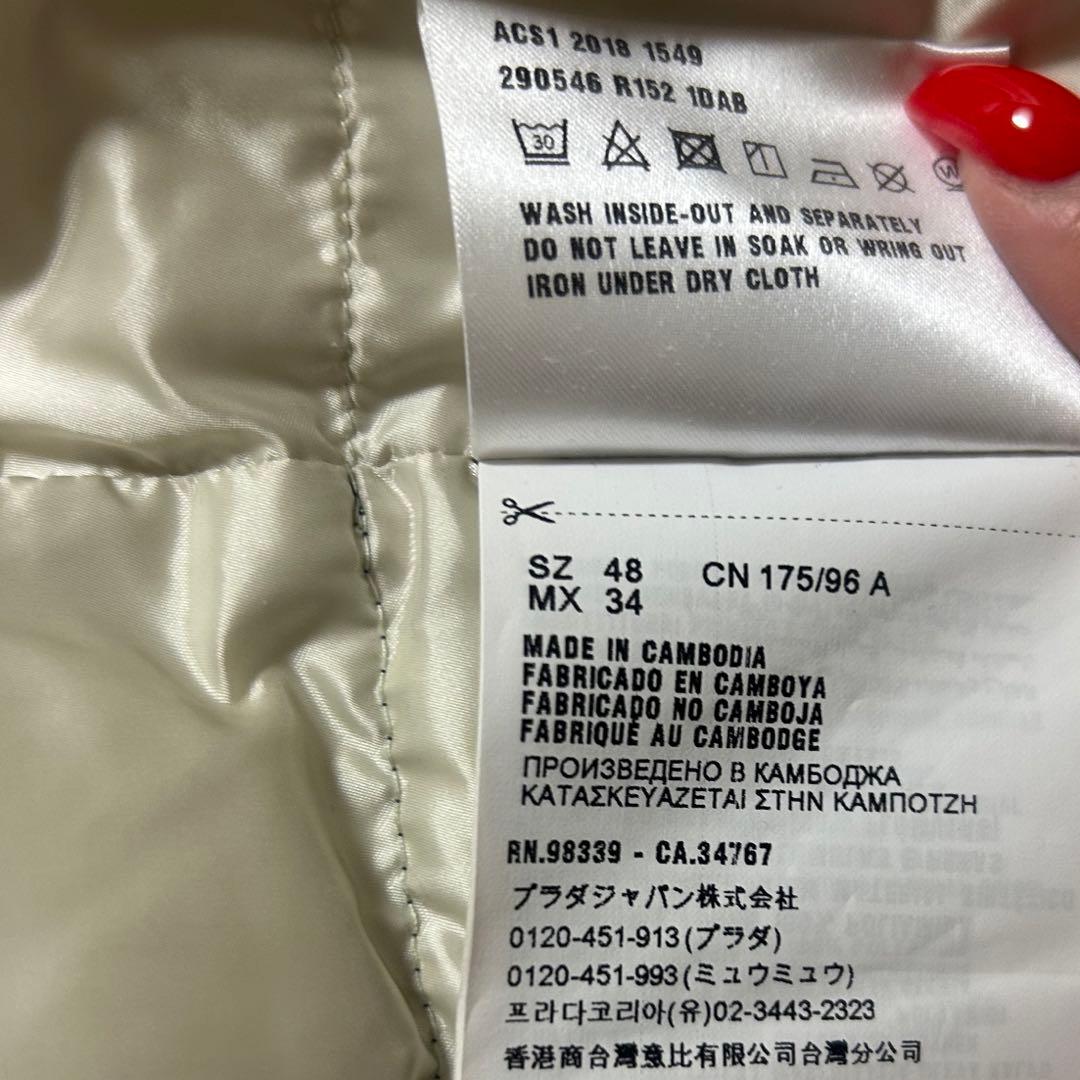 ACS1 2018 1549
290546 R152 1DAB
30
W
WASH INSIDE-OUT AND SEPARATELY
DO NOT LEAVE IN SOAK OR WRING OUT
IRON UNDER DRY CLOTH
SZ 48 CN 175/96 A
MX 34
MADE IN CAMBODIA
FABRICADO EN CAMBOYA
FABRICADO NO CAMBOJA
FABRIQUÉ AU CAMBODGE
ПРОИЗВЕДЕНО В КАМБОДЖА
ΚΑΤΑΣΚΕΥΑΖΕΤΑΙ ΣΤΗΝ ΚΑΜΠΟΤΖΗ
RN.98339 - CA.34767
プラダジャパン株式会社
0120-451-913(プラダ)
0120-451-993(ミュウミュウ)
프라다코리아(유)02-3443-2323
香港商台灣意比有限公司台灣分公司